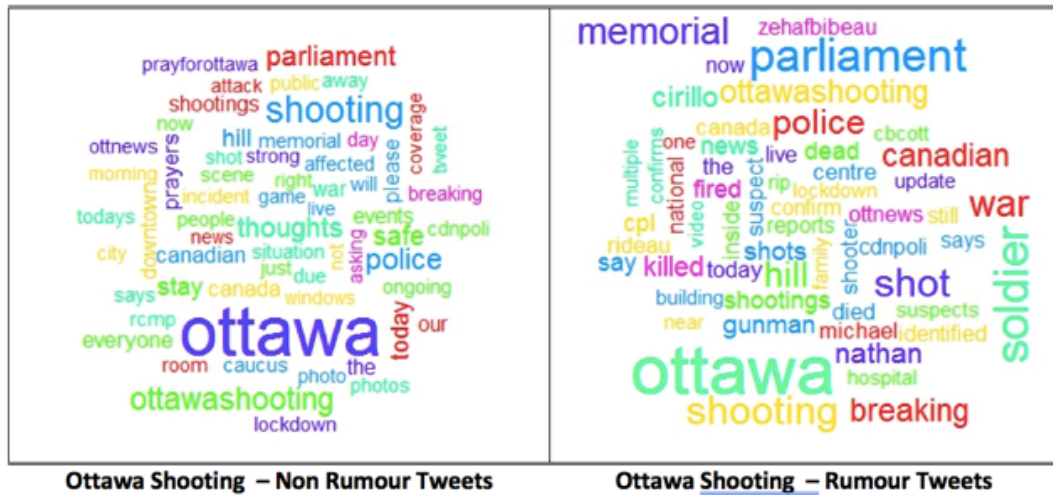 parliament
prayforottawa
attack public away
shootings shooting
now
hill memorial day
ottnews
prayers
shot strong affected
please
coverage
tweet
morning
scene right war will
breaking
downtown
incident game
live
todays
people thoughts events
news
not
asking
safe cdnpoli
city
canadian situation police
just due
stay canada windows
ongoing
says
rcmp
ottawa
today
our
everyone
room caucus the
photo
photos
ottawashooting
lockdown
memorial zehafbibeau
now parliament
cirillo ottawashooting
canada police cbcott
multiple
confirms
one
national
news
the live dead canadian
suspect
centre
fired rip lockdown update
war
cpl
video
inside
confirm ottnews still
rideau
reports
family
shooter
cdnpoli says
say killed today shots
hill
shot
soldier
building shootings
died suspects
near gunman michael identified
nathan
ottawa hospital
shooting breaking
Ottawa Shooting – Non Rumour Tweets
Ottawa Shooting – Rumour Tweets